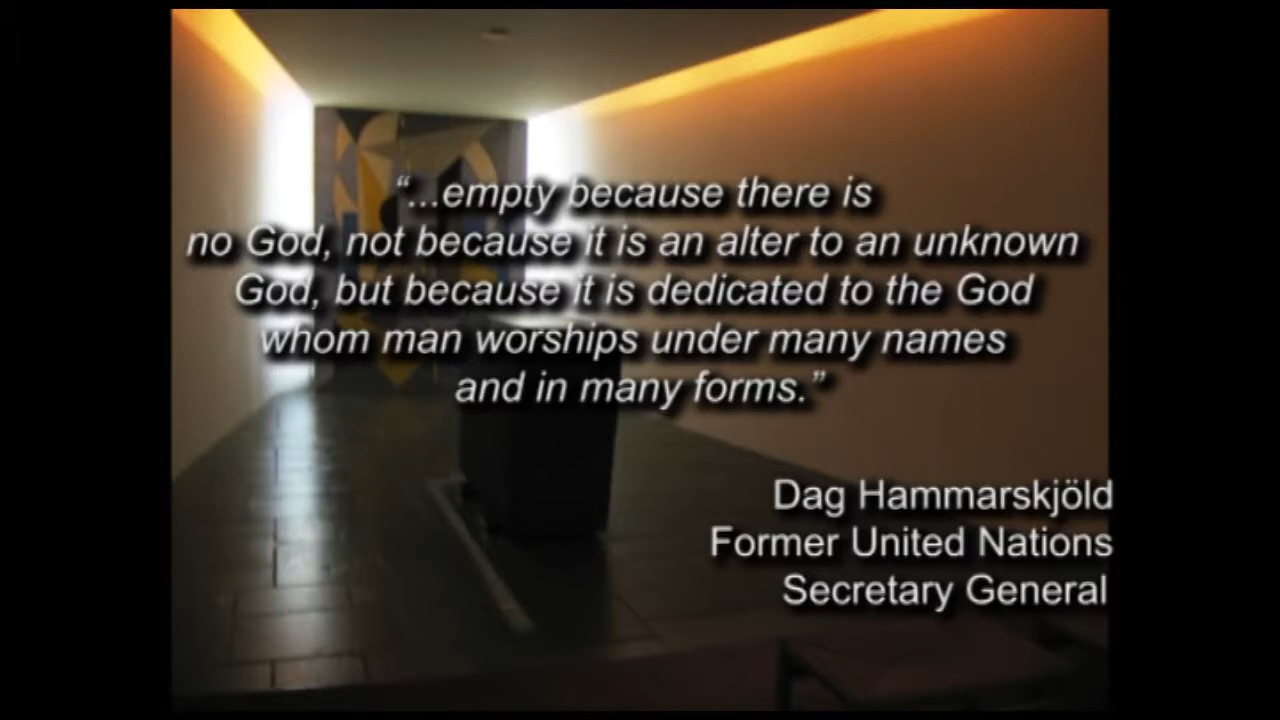 “...empty because there is
no God, not because it is an alter to an unknown
God, but because it is dedicated to the God
whom man worships under many names
and in many forms.”
Dag Hammarskjöld
Former United Nations
Secretary General